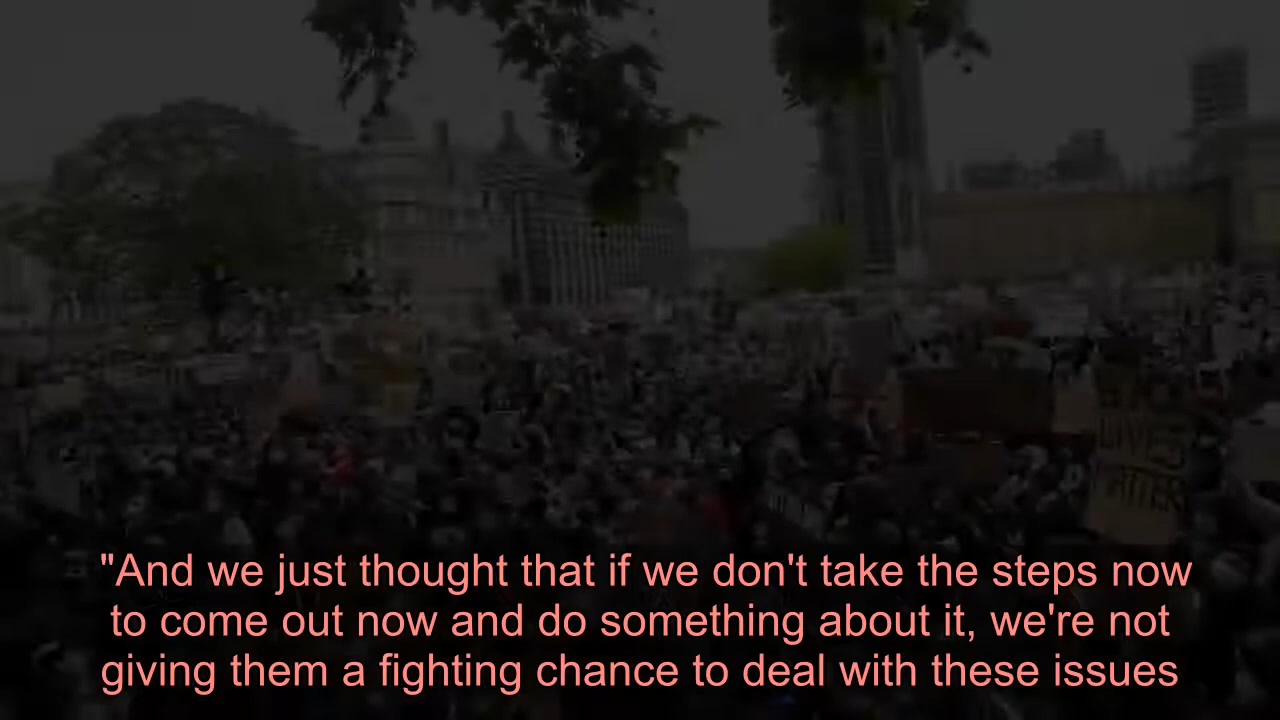 LIVES
"And we just thought that if we don't take the steps now
to come out now and do something about it, we're not
giving them a fighting chance to deal with these issues